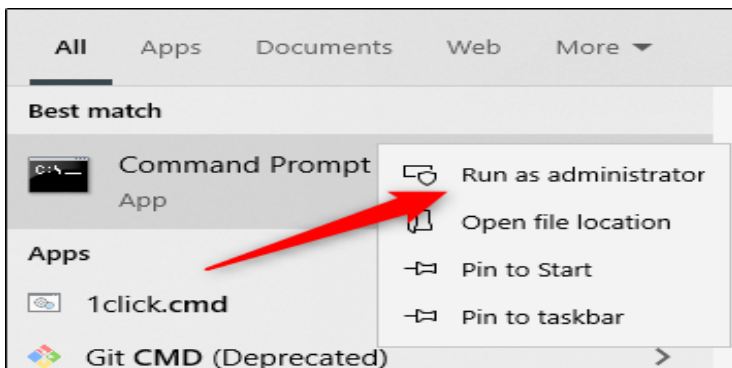 All Apps Documents Web More
Best match
Command Prompt
App
Run as administrator
Open file location
Pin to Start
Pin to taskbar
Apps
1click.cmd
Git CMD (Deprecated)